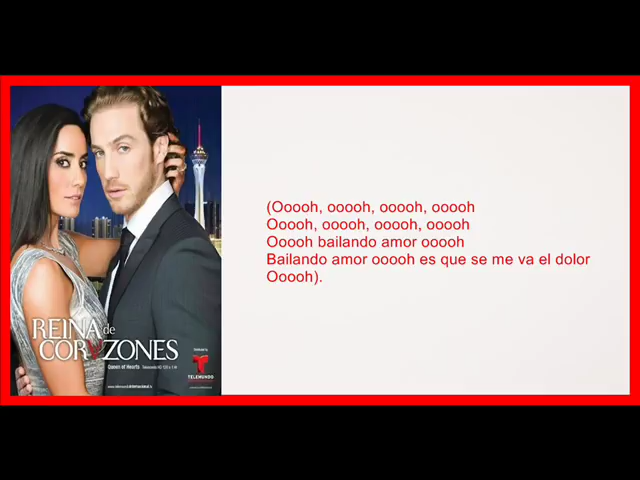 REINA de
CORAZONES
Queen of Hearts
TELEMUNDO
(Ooooh, ooooh, ooooh, ooooh
Ooooh, ooooh, ooooh, ooooh
Ooooh bailando amor ooooh
Bailando amor ooooh es que se me va el dolor
Ooooh).